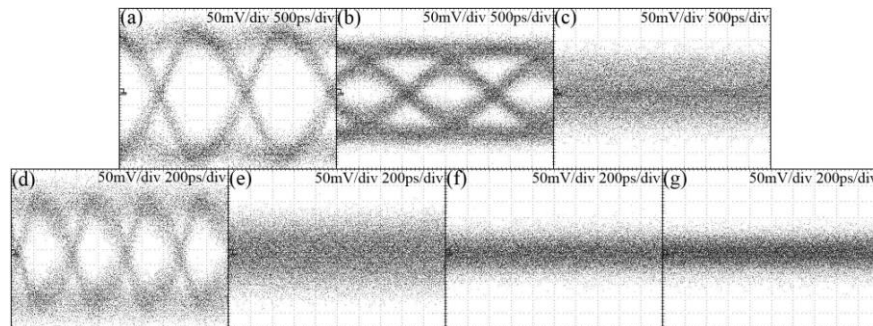 (a) 50mV/div 500ps/div
(b) 50mV/div 500ps/div
(c) 50mV/div 500ps/div
(d) 50mV/div 200ps/div
(e) 50mV/div 200ps/div
(f) 50mV/div 200ps/div
(g) 50mV/div 200ps/div